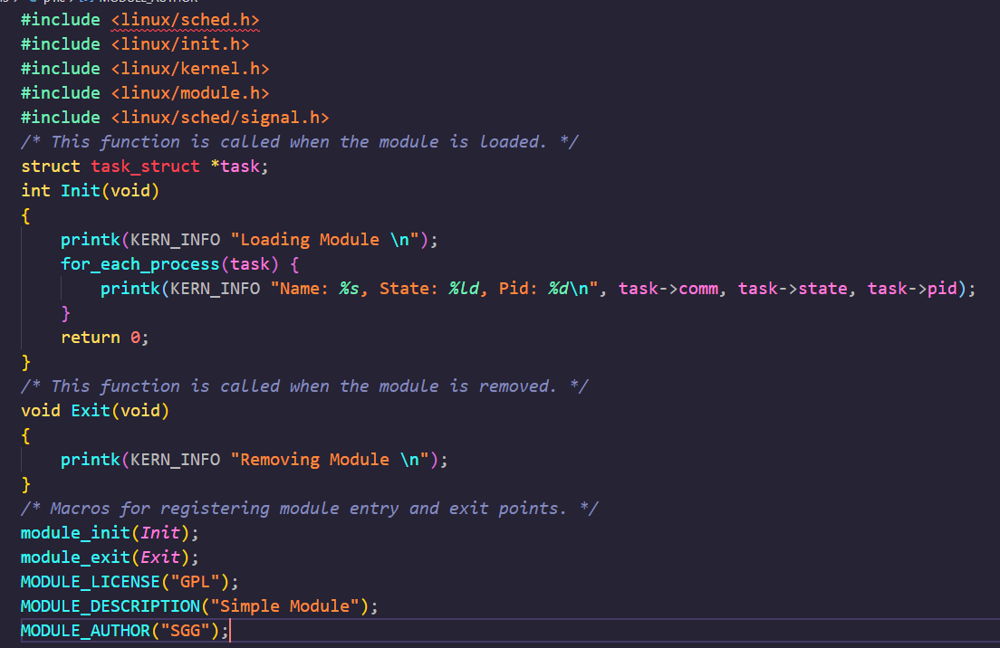 MODULE_AUTHOR
#include <linux/sched.h>
#include <linux/init.h>
#include <linux/kernel.h>
#include <linux/module.h>
#include <linux/sched/signal.h>
/* This function is called when the module is loaded. */
struct task_struct *task;
int Init(void)
{
    printk(KERN_INFO "Loading Module \n");
    for_each_process(task) {
        printk(KERN_INFO "Name: %s, State: %ld, Pid: %d\n", task->comm, task->state, task->pid);
    }
    return 0;
}
/* This function is called when the module is removed. */
void Exit(void)
{
    printk(KERN_INFO "Removing Module \n");
}
/* Macros for registering module entry and exit points. */
module_init(Init);
module_exit(Exit);
MODULE_LICENSE("GPL");
MODULE_DESCRIPTION("Simple Module");
MODULE_AUTHOR("SGG");